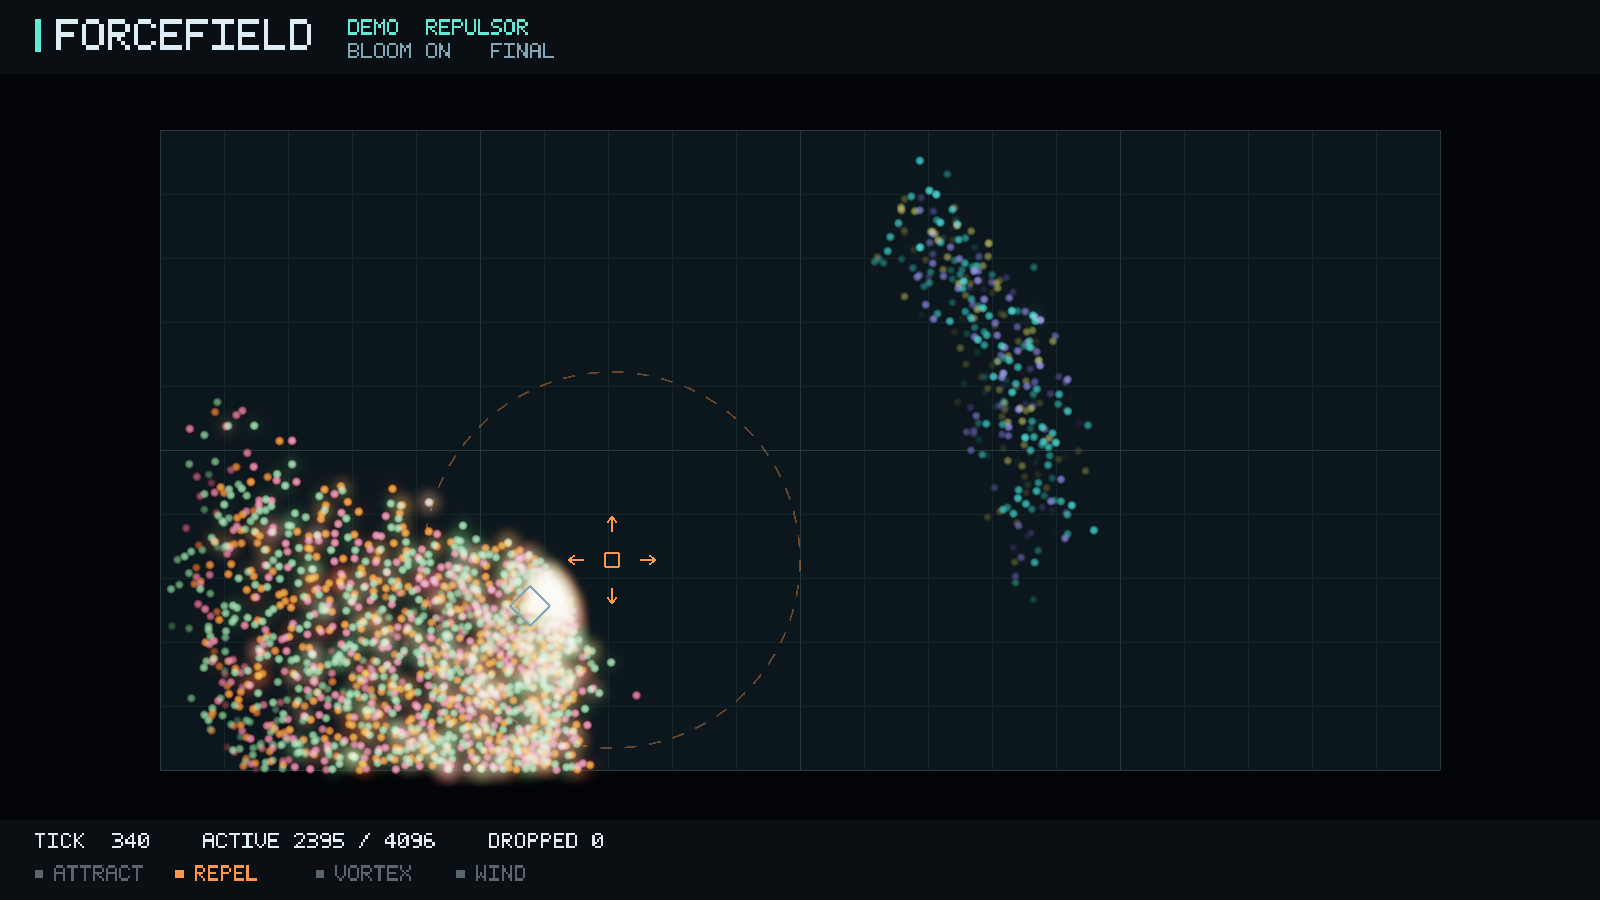 FORCEFIELD
DEMO REPULSOR
BLOOM ON FINAL
TICK 340 ACTIVE 2395 / 4096 DROPPED 0
ATTRACT REPEL VORTEX WIND